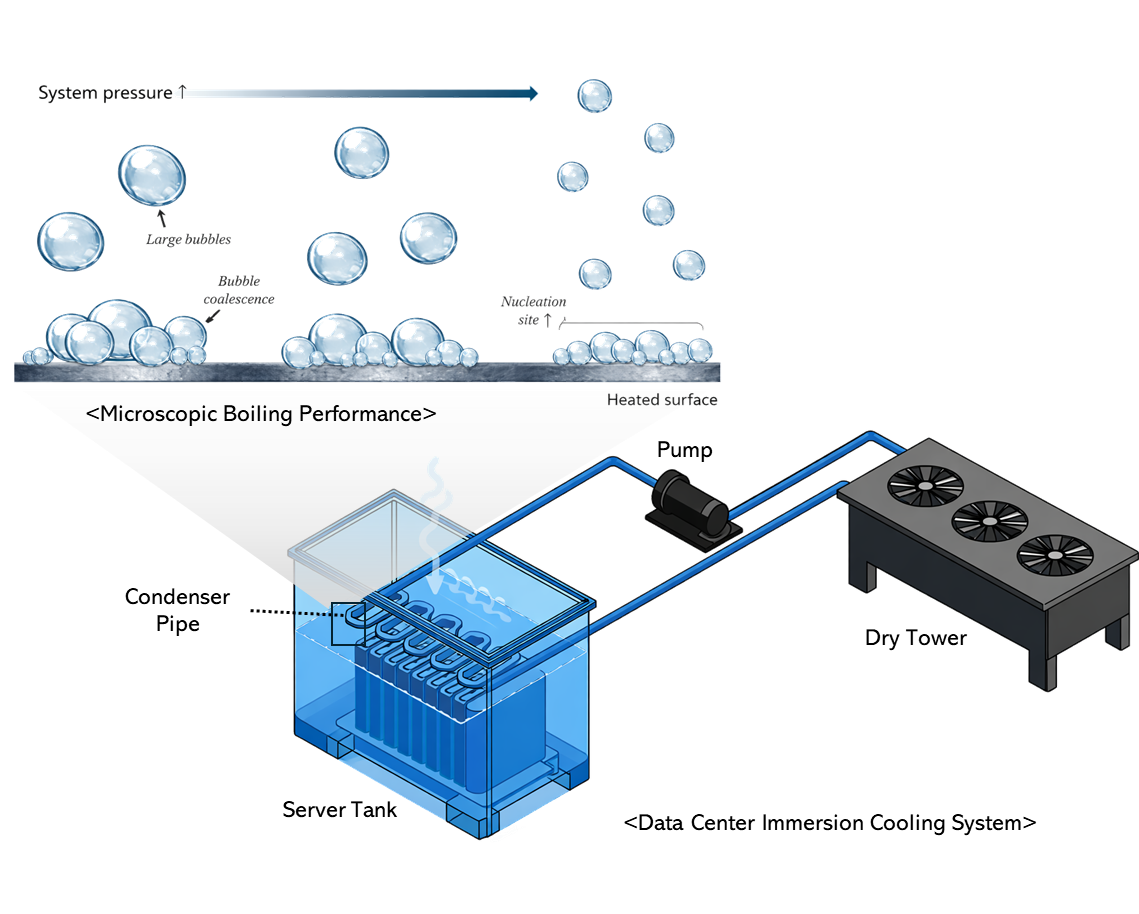 System pressure ↑
Large bubbles
Bubble
coalescence
Nucleation
site ↑
Heated surface
<Microscopic Boiling Performance>
Pump
Condenser
Pipe
Dry Tower
Server Tank
<Data Center Immersion Cooling System>